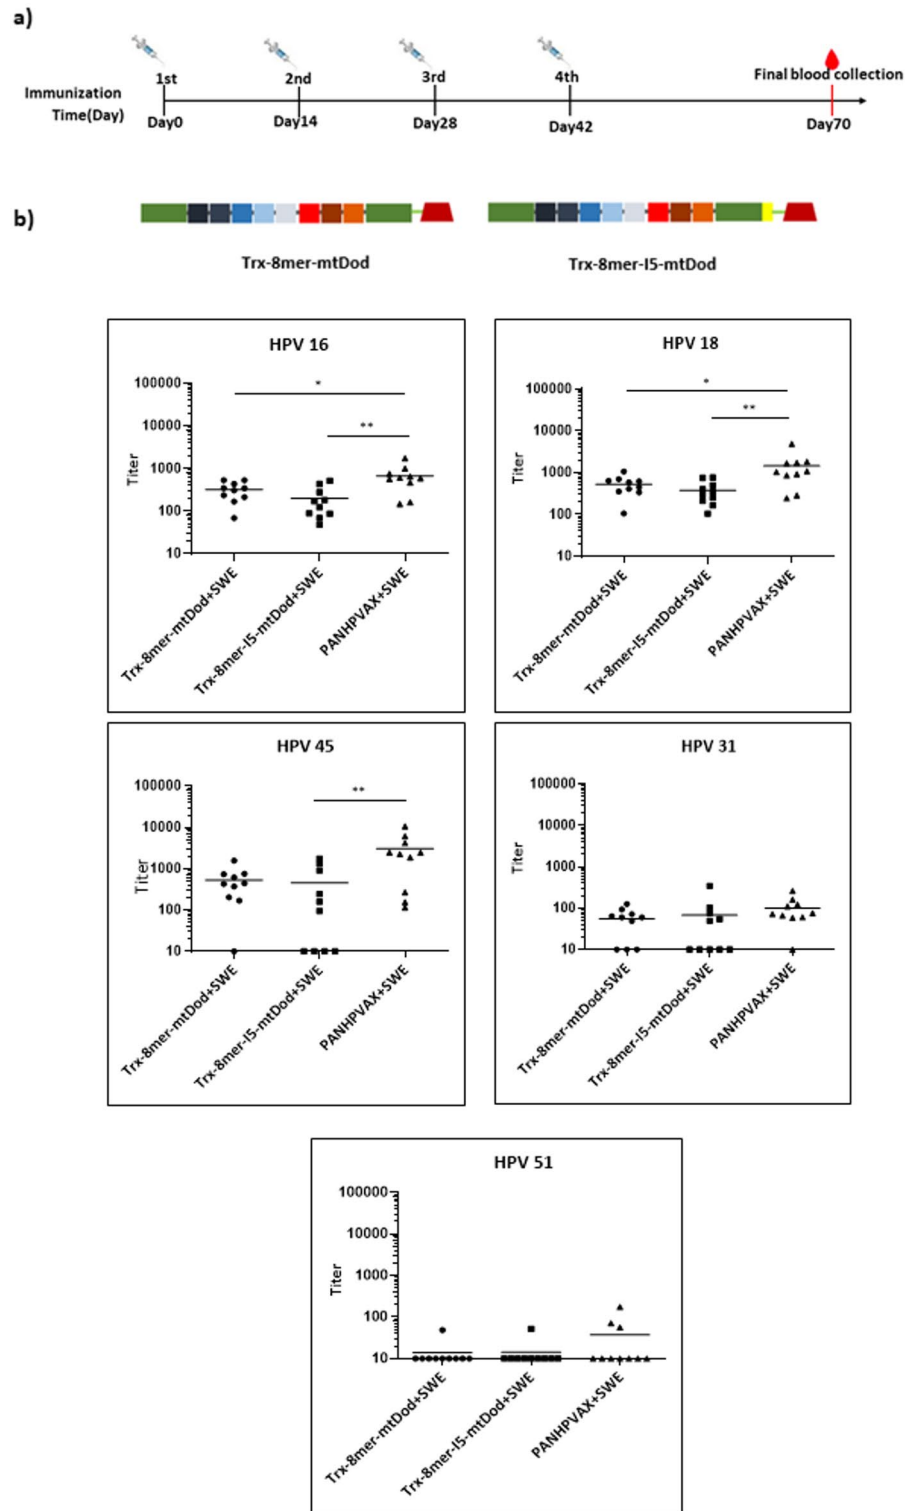 a)
1st 2nd 3rd 4th Final blood collection
Immunization
Time(Day)
Day0 Day14 Day28 Day42 Day70
b)
Trx-8mer-mtDod Trx-8mer-I5-mtDod
HPV 16
Titer
100000
10000
1000
100
10
*
**
Trx-8mer-mtDod+SWE
Trx-8mer-I5-mtDod+SWE
PANHPVAX+SWE
HPV 18
Titer
100000
10000
1000
100
10
*
**
Trx-8mer-mtDod+SWE
Trx-8mer-I5-mtDod+SWE
PANHPVAX+SWE
HPV 45
Titer
100000
10000
1000
100
10
**
Trx-8mer-mtDod+SWE
Trx-8mer-I5-mtDod+SWE
PANHPVAX+SWE
HPV 31
Titer
100000
10000
1000
100
10
Trx-8mer-mtDod+SWE
Trx-8mer-I5-mtDod+SWE
PANHPVAX+SWE
HPV 51
Titer
100000
10000
1000
100
10
Trx-8mer-mtDod+SWE
Trx-8mer-I5-mtDod+SWE
PANHPVAX+SWE